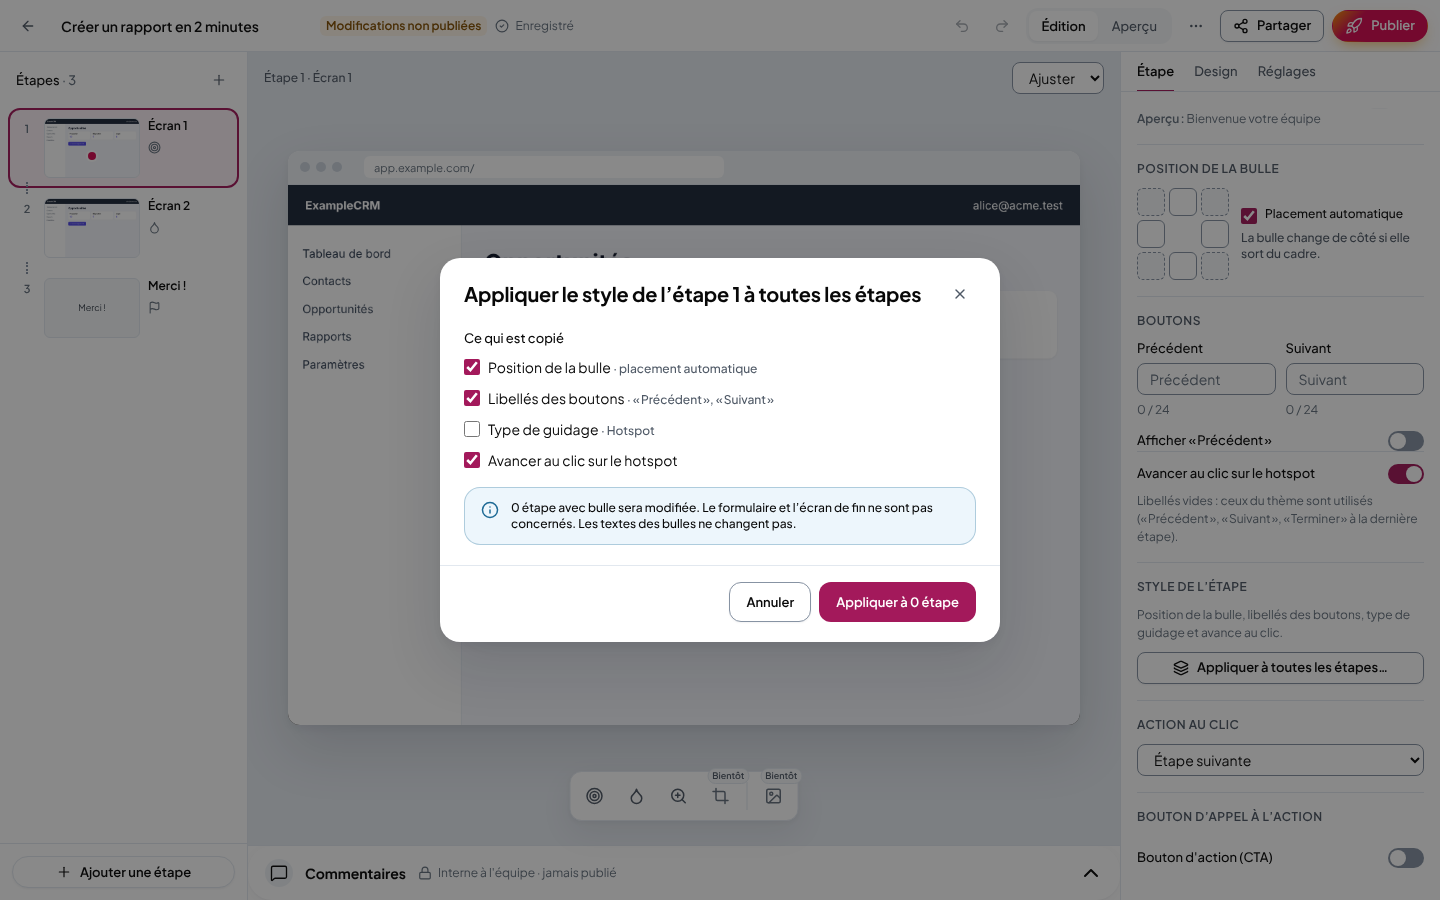 Créer un rapport en 2 minutes
Modifications non publiées
Enregistré
Édition
Aperçu
Partager
Publier
Étapes · 3
1
Écran 1
2
Écran 2
3
Merci !
Merci !
Ajouter une étape
Étape 1 · Écran 1
Ajuster
app.example.com/
ExampleCRM
alice@acme.test
Tableau de bord
Contacts
Opportunités
Rapports
Paramètres
Appliquer le style de l’étape 1 à toutes les étapes
Ce qui est copié
Position de la bulle · placement automatique
Libellés des boutons · « Précédent », « Suivant »
Type de guidage · Hotspot
Avancer au clic sur le hotspot
0 étape avec bulle sera modifiée. Le formulaire et l’écran de fin ne sont pas
concernés. Les textes des bulles ne changent pas.
Annuler
Appliquer à 0 étape
Bientôt
Bientôt
Commentaires
Interne à l’équipe · jamais publié
Étape
Design
Réglages
Aperçu : Bienvenue votre équipe
POSITION DE LA BULLE
Placement automatique
La bulle change de côté si elle
sort du cadre.
BOUTONS
Précédent
Suivant
Précédent
Suivant
0 / 24
0 / 24
Afficher « Précédent »
Avancer au clic sur le hotspot
Libellés vides : ceux du thème sont utilisés
(« Précédent », « Suivant », « Terminer » à la dernière
étape).
STYLE DE L’ÉTAPE
Position de la bulle, libellés des boutons, type de
guidage et avance au clic.
Appliquer à toutes les étapes…
ACTION AU CLIC
Étape suivante
BOUTON D’APPEL À L’ACTION
Bouton d’action (CTA)